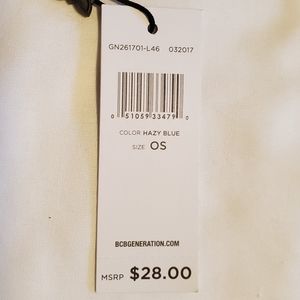 GN261701-L46 032017
0 51059 33479 0
COLOR HAZY BLUE
SIZE OS
BCBGENERATION.COM
MSRP $28.00